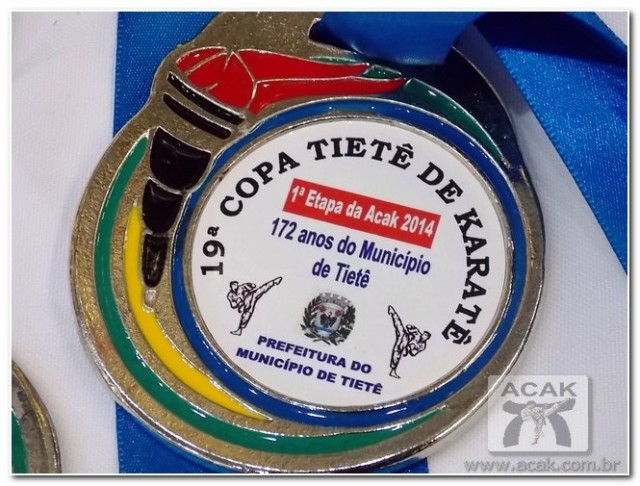 19ª COPA TIETÊ DE KARATÊ
1ª Etapa da Acak 2014
172 anos do Município
de Tietê
PREFEITURA DO
MUNICÍPIO DE TIETÊ
ACAK
www.acak.com.br